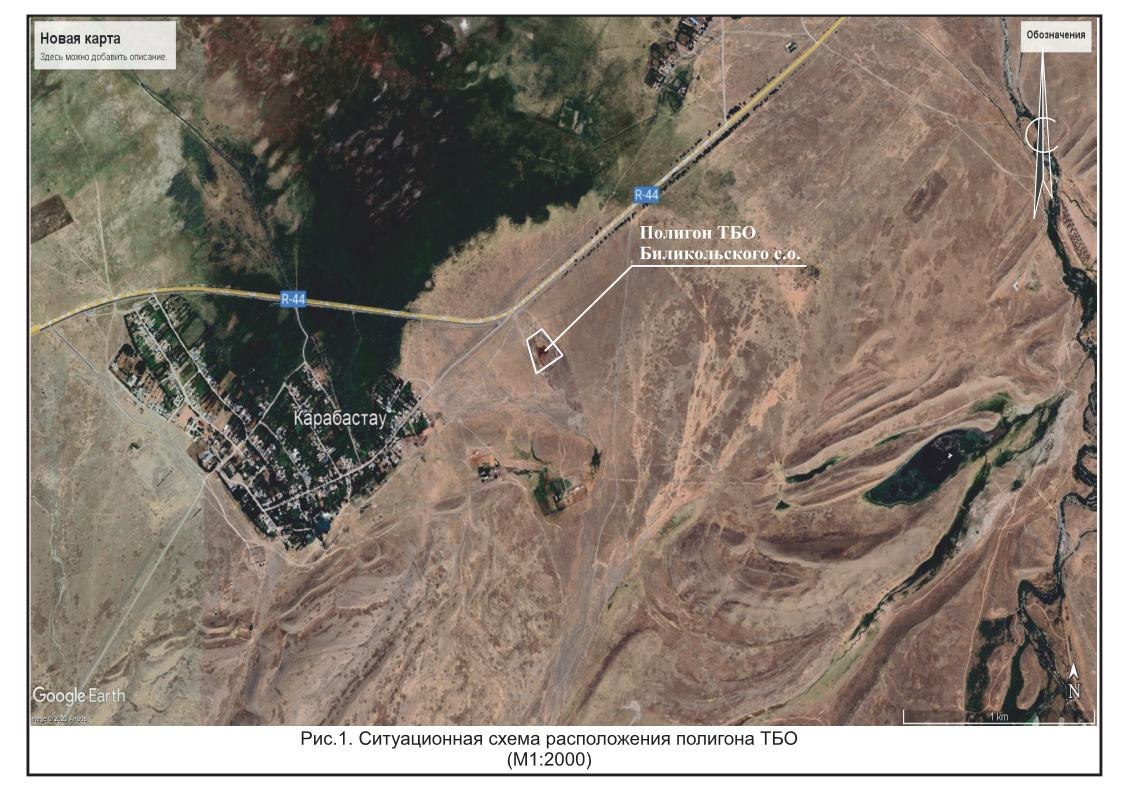 Новая карта
Здесь можно добавить описание.
Обозначения
R-44
Полигон ТБО
Биликольского с.о.
R-44
Карабастау
Google Earth
N
1 km
Рис.1. Ситуационная схема расположения полигона ТБО
(М1:2000)